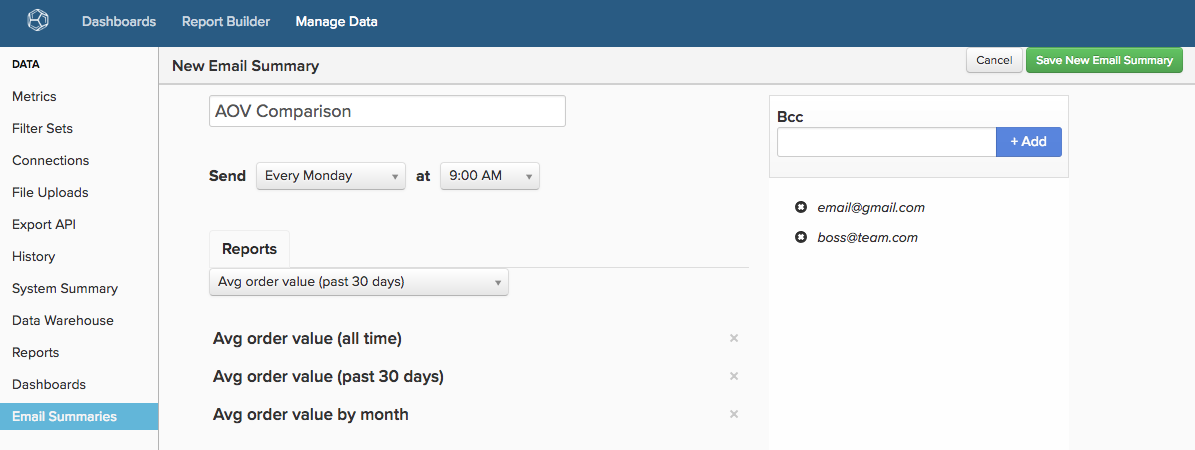 Dashboards Report Builder Manage Data
DATA
Metrics
Filter Sets
Connections
File Uploads
Export API
History
System Summary
Data Warehouse
Reports
Dashboards
Email Summaries
New Email Summary
Cancel
Save New Email Summary
AOV Comparison
Send Every Monday at 9:00 AM
Reports
Avg order value (past 30 days)
Avg order value (all time)
Avg order value (past 30 days)
Avg order value by month
Bcc
+ Add
email@gmail.com
boss@team.com